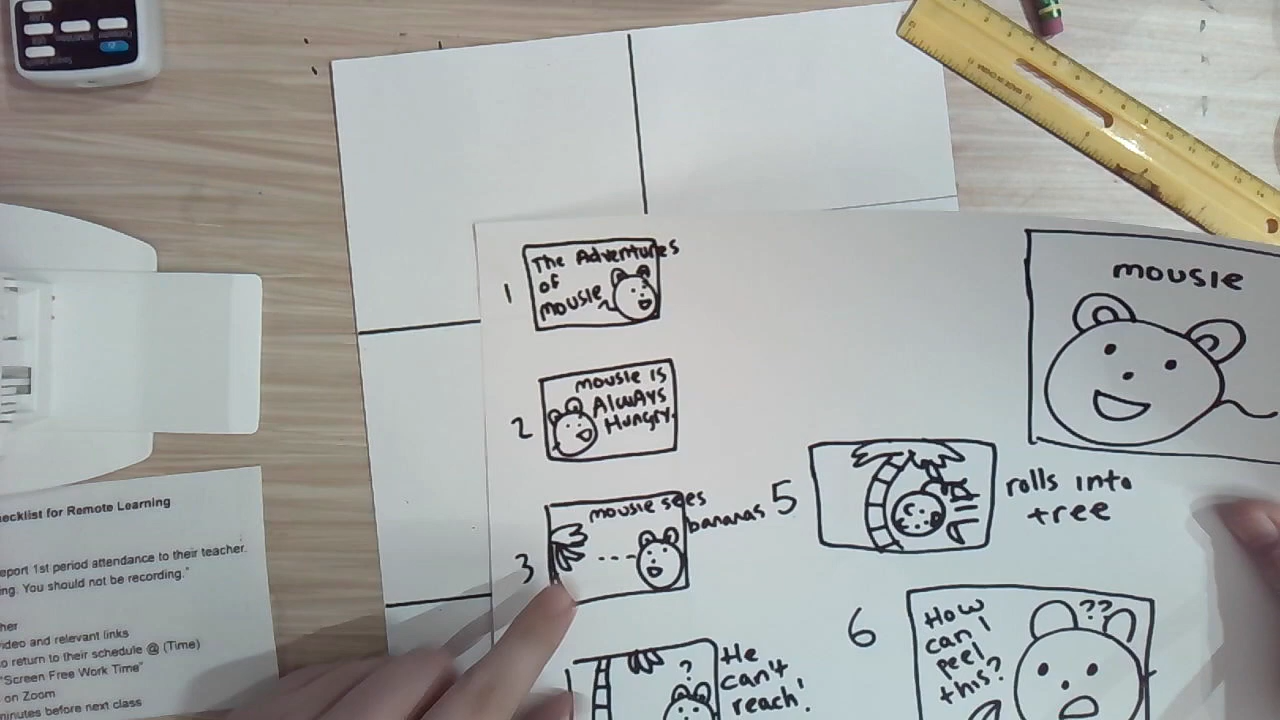 1
The Adventures
of
mousie
2
mousie is
Always
Hungry.
3
mousie sees
bananas
He
can't
reach!
?
mousie
5
rolls into
tree
6
How
can I
peel
this?
??
ecklist for Remote Learning
eport 1st period attendance to their teacher.
ng. You should not be recording."
her
video and relevant links
o return to their schedule @ (Time)
"Screen Free Work Time"
on Zoom
minutes before next class